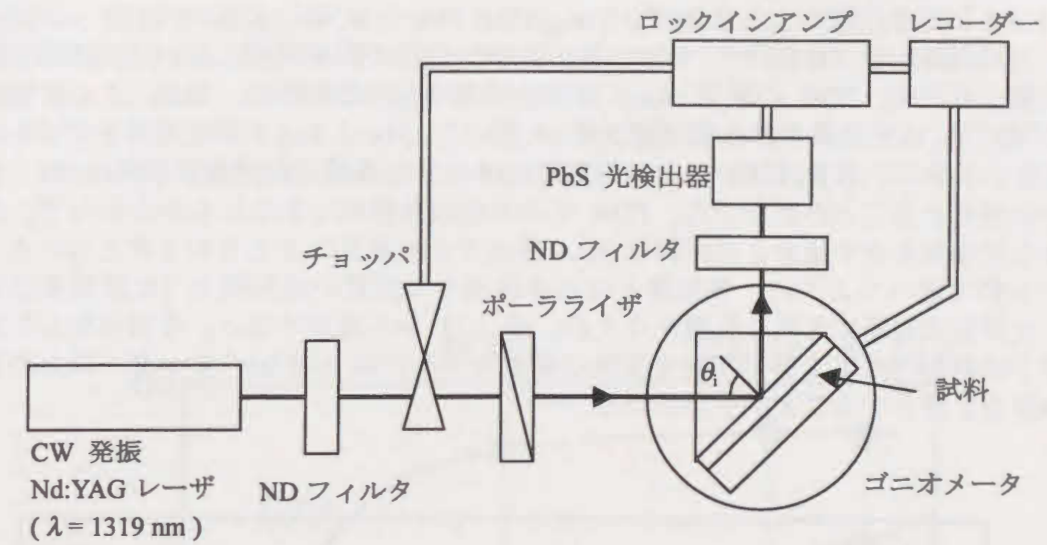 ロックインアンプ
レコーダー
PbS 光検出器
ND フィルタ
チョッパ
ポーラライザ
θi
試料
CW 発振
Nd:YAG レーザ
( λ = 1319 nm )
ND フィルタ
ゴニオメータ